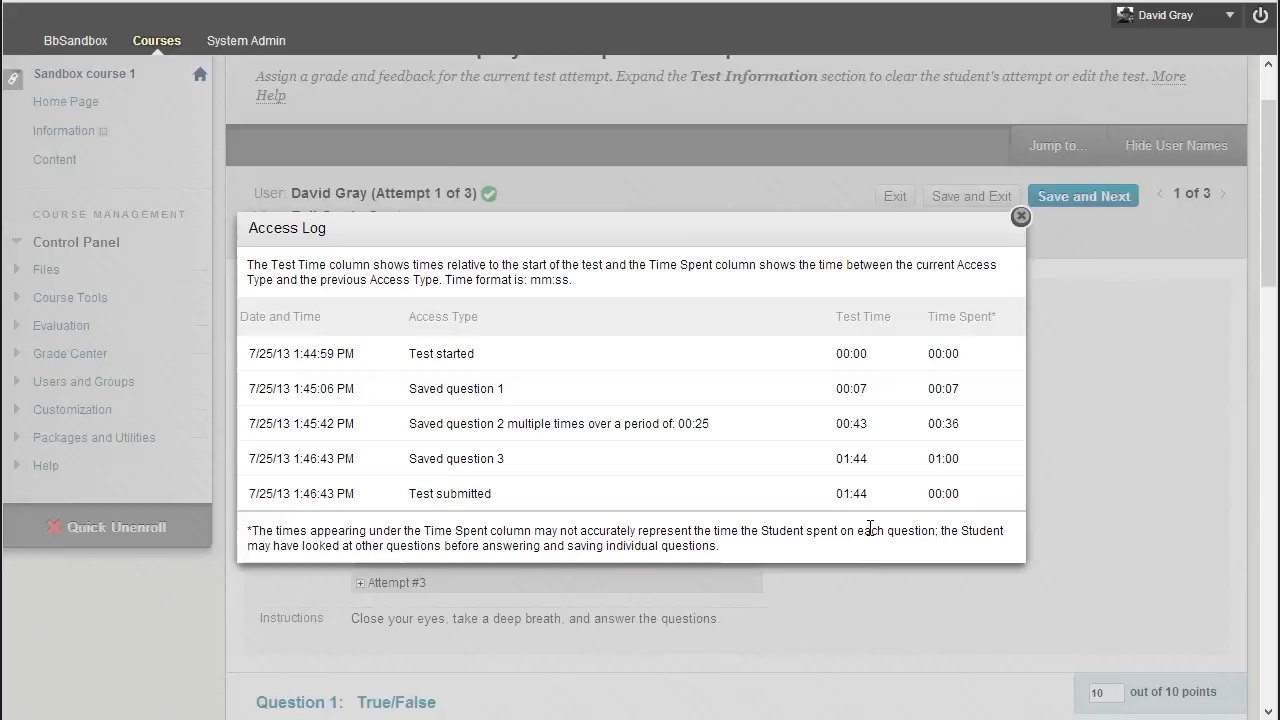 David Gray
BbSandbox Courses System Admin
Sandbox course 1
Home Page
Information
Content
COURSE MANAGEMENT
Control Panel
Files
Course Tools
Evaluation
Grade Center
Users and Groups
Customization
Packages and Utilities
Help
Quick Unenroll
Assign a grade and feedback for the current test attempt. Expand the Test Information section to clear the student's attempt or edit the test. More
Help
Jump to... Hide User Names
User: David Gray (Attempt 1 of 3) Exit Save and Exit Save and Next < 1 of 3 >
Access Log
The Test Time column shows times relative to the start of the test and the Time Spent column shows the time between the current Access
Type and the previous Access Type. Time format is: mm:ss.
Date and Time Access Type Test Time Time Spent*
7/25/13 1:44:59 PM Test started 00:00 00:00
7/25/13 1:45:06 PM Saved question 1 00:07 00:07
7/25/13 1:45:42 PM Saved question 2 multiple times over a period of: 00:25 00:43 00:36
7/25/13 1:46:43 PM Saved question 3 01:44 01:00
7/25/13 1:46:43 PM Test submitted 01:44 00:00
*The times appearing under the Time Spent column may not accurately represent the time the Student spent on each question; the Student
may have looked at other questions before answering and saving individual questions.
Attempt #3
Instructions Close your eyes, take a deep breath, and answer the questions.
Question 1: True/False 10 out of 10 points